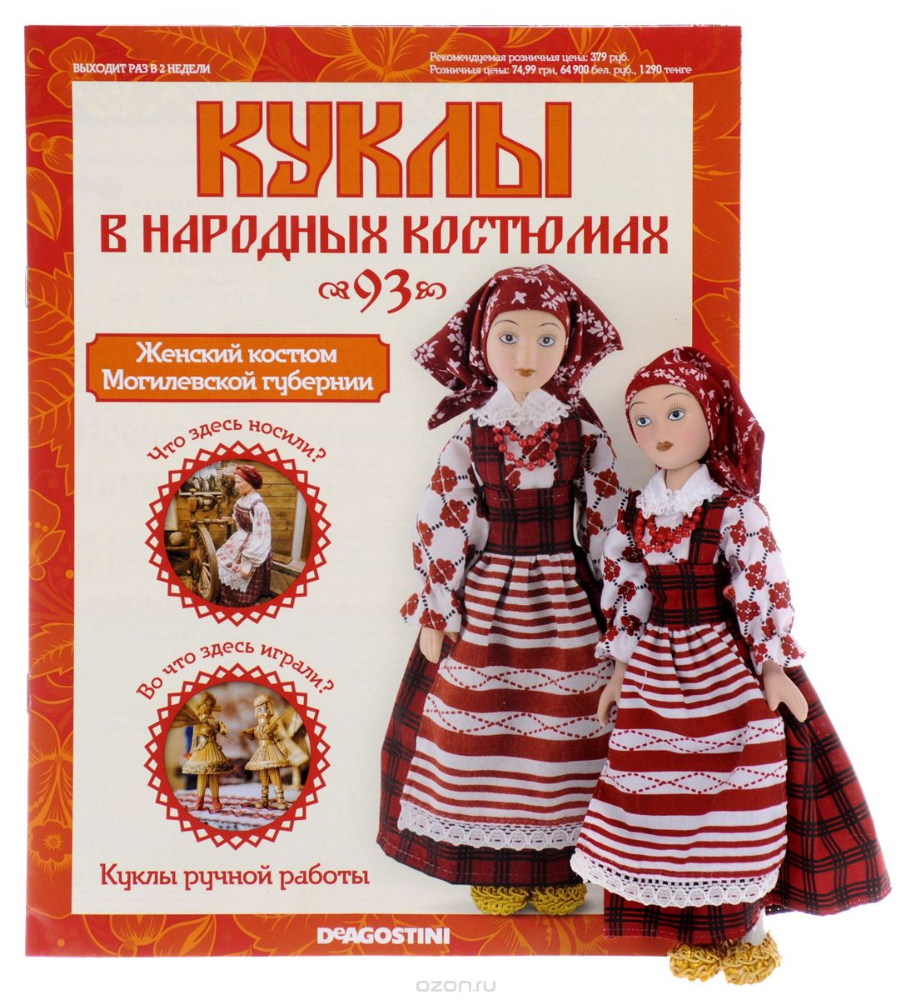 ВЫХОДИТ РАЗ В 2 НЕДЕЛИ
Рекомендуемая розничная цена: 379 руб.
Розничная цена: 74,99 грн, 64 900 бел. руб., 1 290 тенге
КУКЛЫ
В НАРОДНЫХ КОСТЮМАХ
93
Женский костюм
Могилевской губернии
Что здесь носили?
Во что здесь играли?
Куклы ручной работы
DeAGOSTINI
ozon.ru